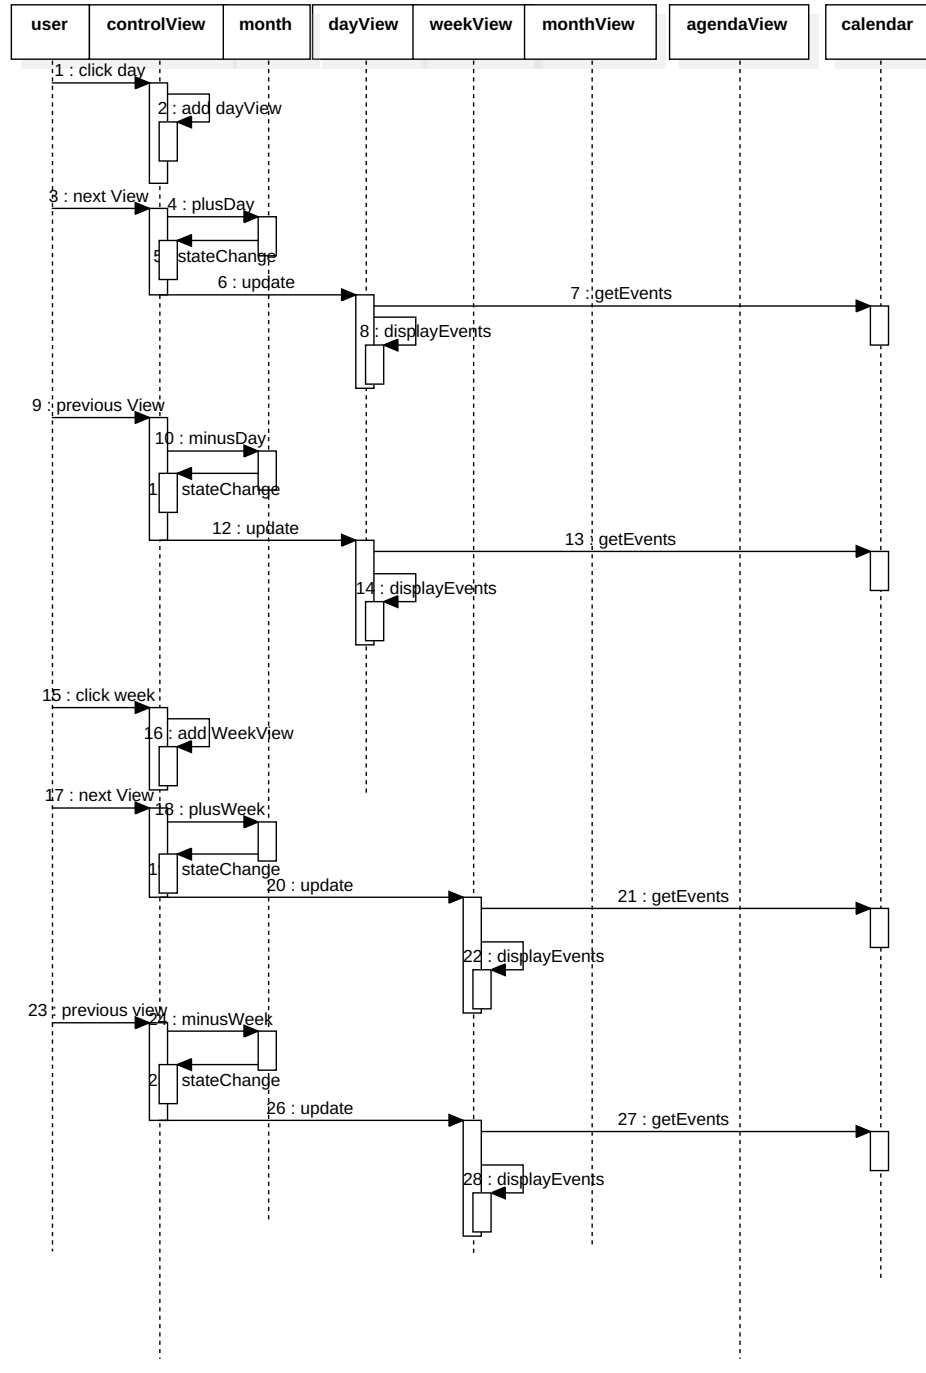 user controlView month dayView weekView monthView agendaView calendar
1 : click day
2 : add dayView
3 : next View
4 : plusDay
5 stateChange
6 : update
7 : getEvents
8 : displayEvents
9 : previous View
10 : minusDay
1 stateChange
12 : update
13 : getEvents
14 : displayEvents
15 : click week
16 : add WeekView
17 : next View
18 : plusWeek
1 stateChange
20 : update
21 : getEvents
22 : displayEvents
23 : previous view
24 : minusWeek
2 stateChange
26 : update
27 : getEvents
28 : displayEvents